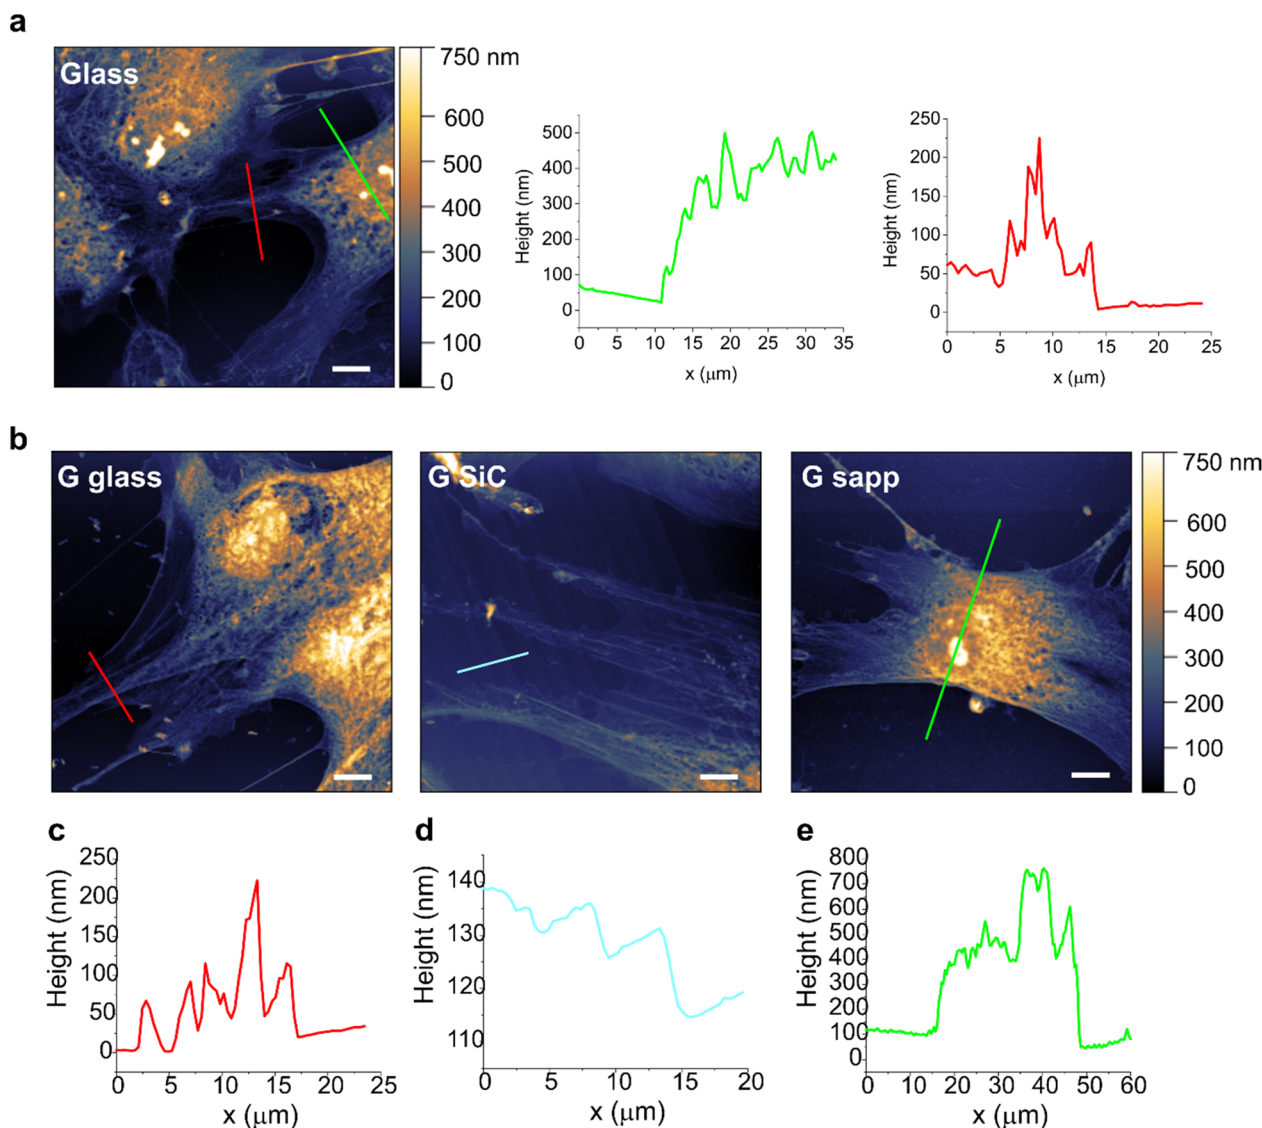 a
Glass
750 nm
600
500
400
300
200
100
0
Height (nm)
500
400
300
200
100
0
0 5 10 15 20 25 30 35
x (μm)
Height (nm)
250
200
150
100
50
0
0 5 10 15 20 25
x (μm)
b
G glass
G SiC
G sapp
750 nm
600
500
400
300
200
100
0
c
Height (nm)
250
200
150
100
50
0
0 5 10 15 20 25
x (μm)
d
Height (nm)
140
130
120
110
0 5 10 15 20
x (μm)
e
Height (nm)
800
700
600
500
400
300
200
100
0
0 10 20 30 40 50 60
x (μm)